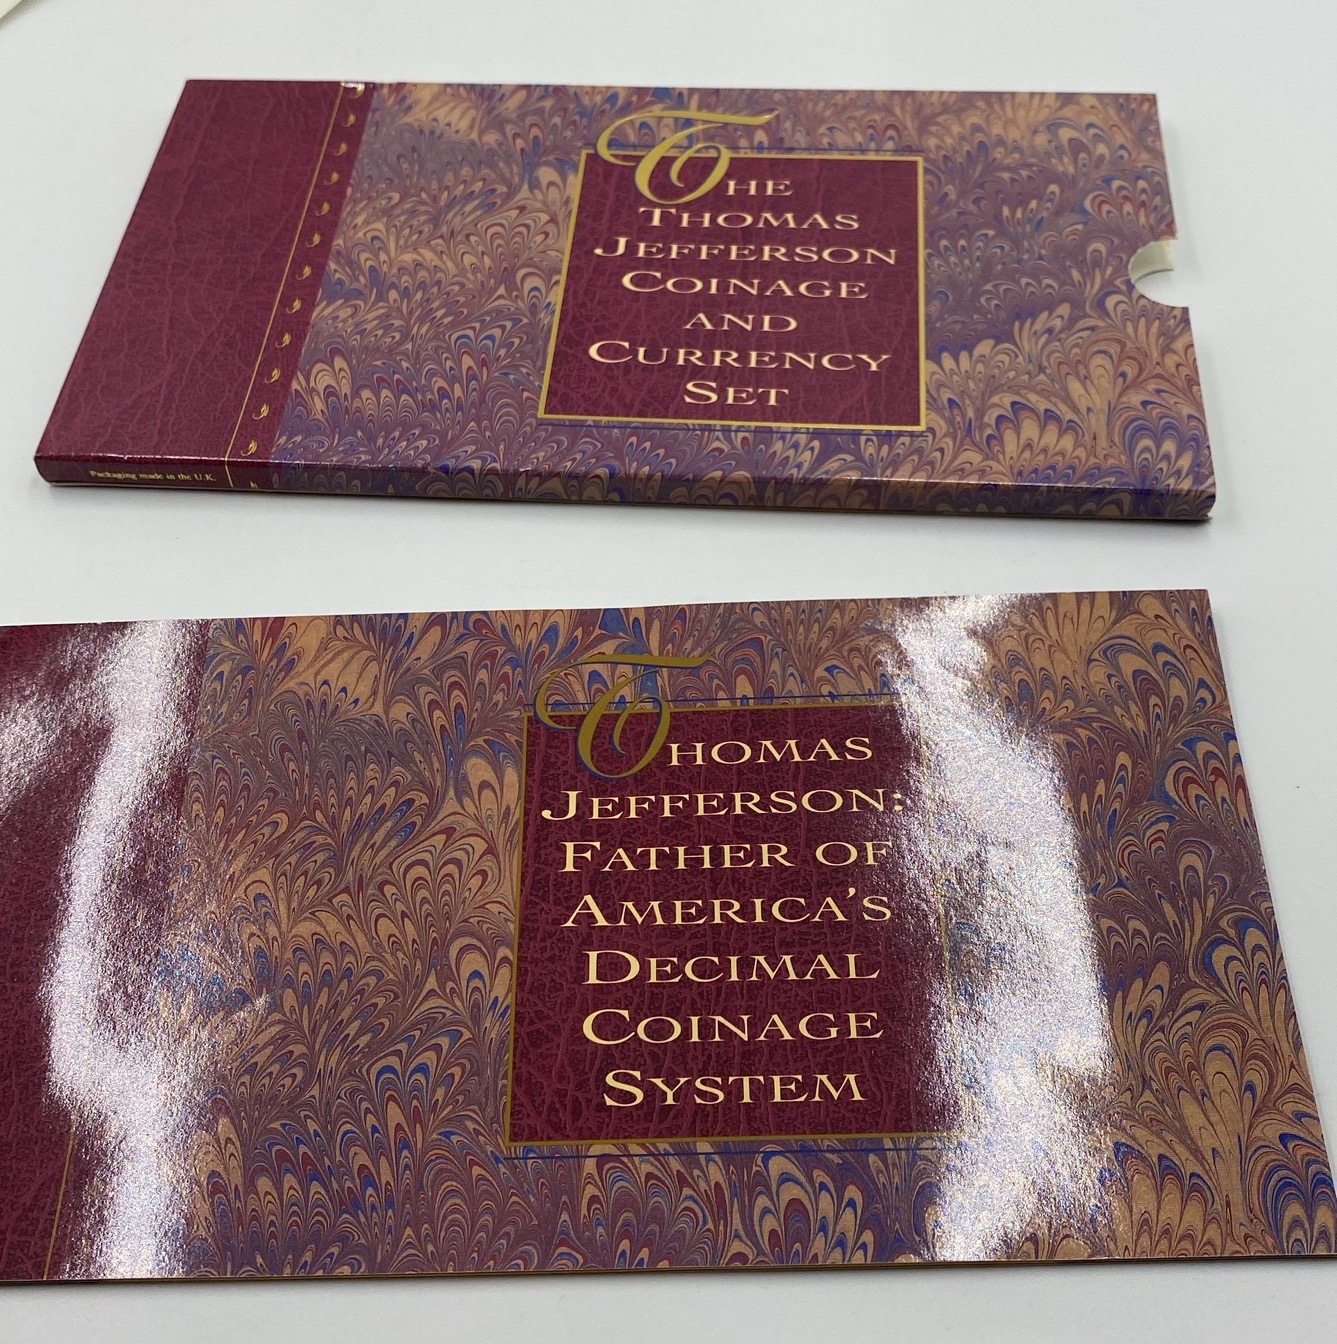 THE
THOMAS
JEFFERSON
COINAGE
AND
CURRENCY
SET
Packaging made in the U.K.
THOMAS
JEFFERSON:
FATHER OF
AMERICA'S
DECIMAL
COINAGE
SYSTEM